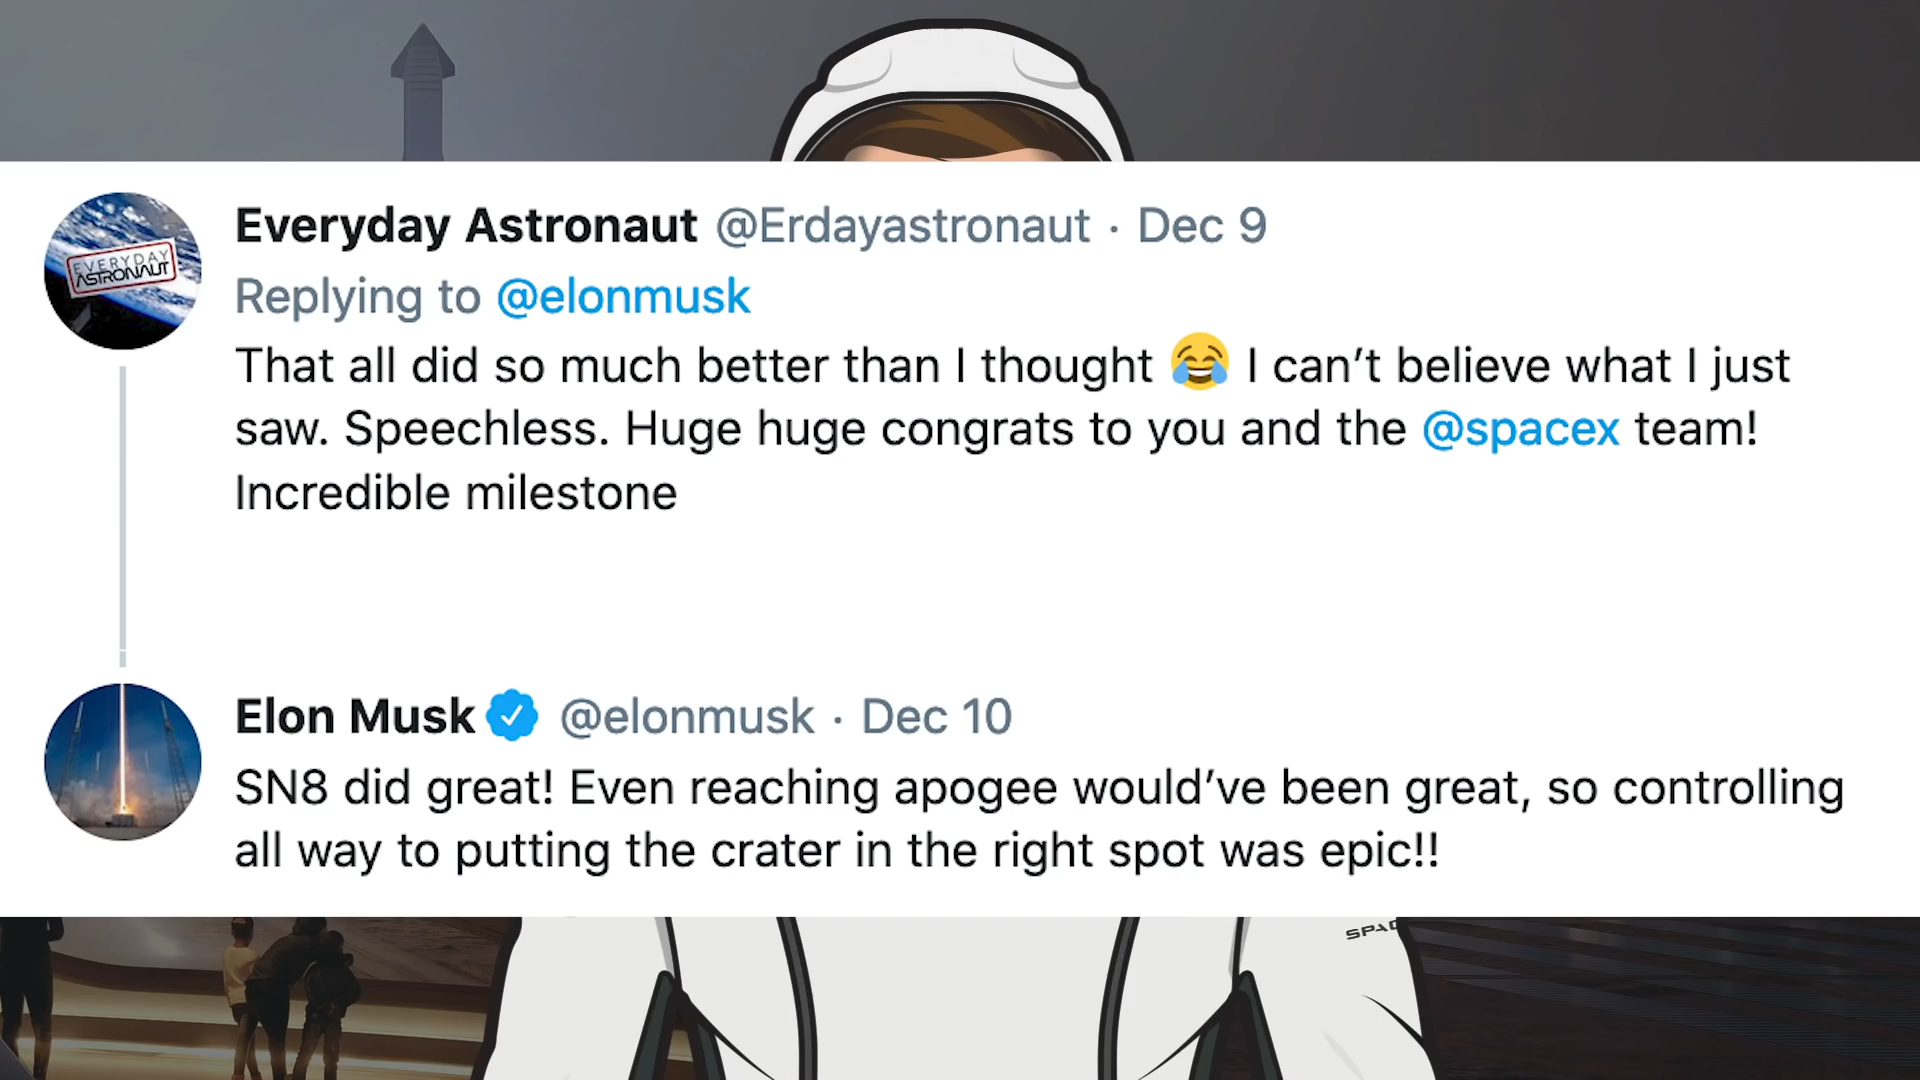 Everyday Astronaut @Erdayastronaut · Dec 9
EVERYDAY
ASTRONAUT
Replying to @elonmusk
That all did so much better than I thought 😂 I can’t believe what I just
saw. Speechless. Huge huge congrats to you and the @spacex team!
Incredible milestone
Elon Musk @elonmusk · Dec 10
SN8 did great! Even reaching apogee would’ve been great, so controlling
all way to putting the crater in the right spot was epic!!
SPAC